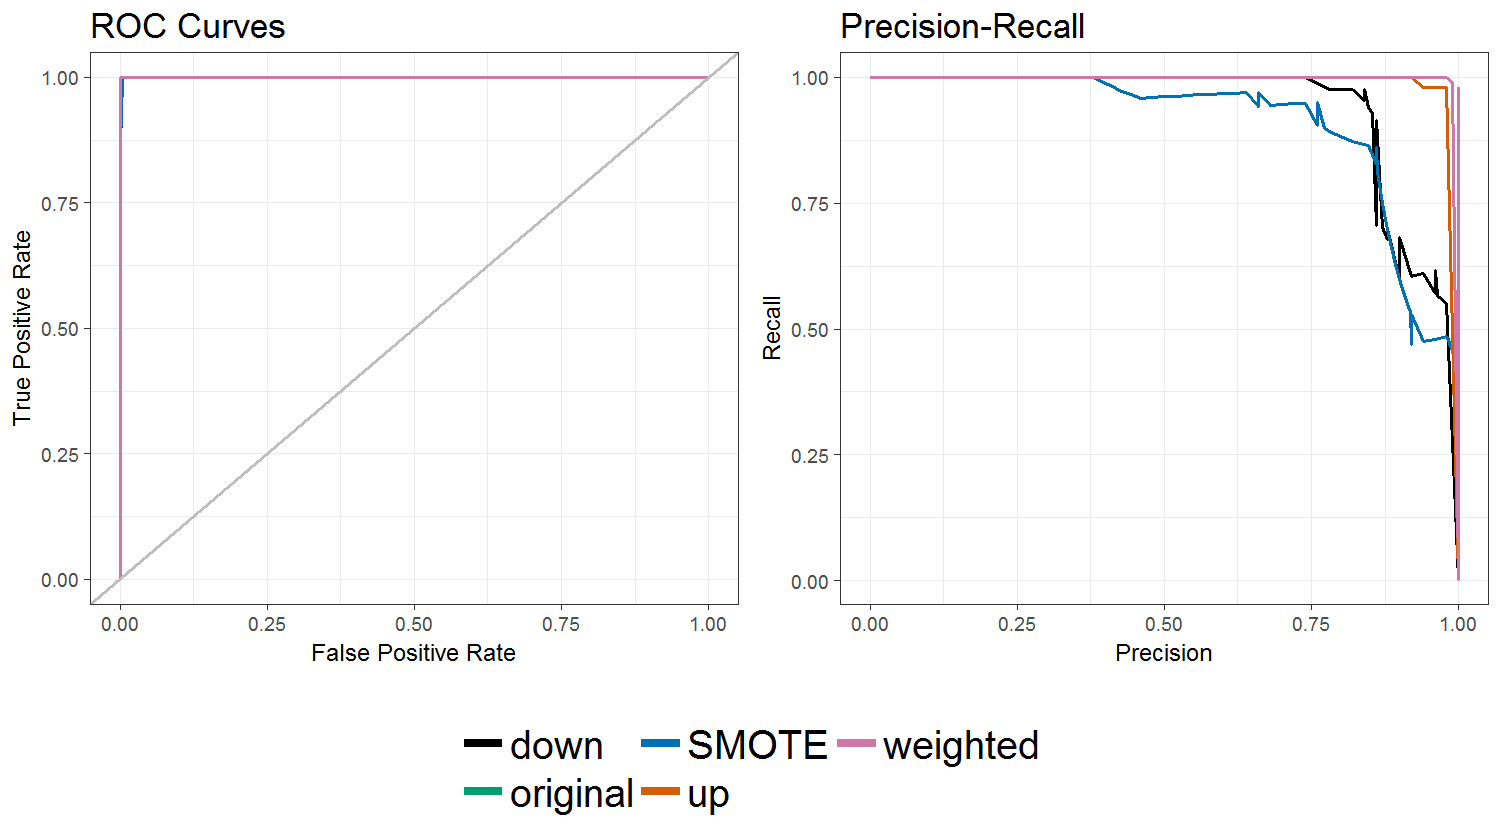 ROC Curves
Precision-Recall
1.00
0.75
0.50
0.25
0.00
True Positive Rate
0.00 0.25 0.50 0.75 1.00
False Positive Rate
1.00
0.75
0.50
0.25
0.00
Recall
0.00 0.25 0.50 0.75 1.00
Precision
down SMOTE weighted
original up